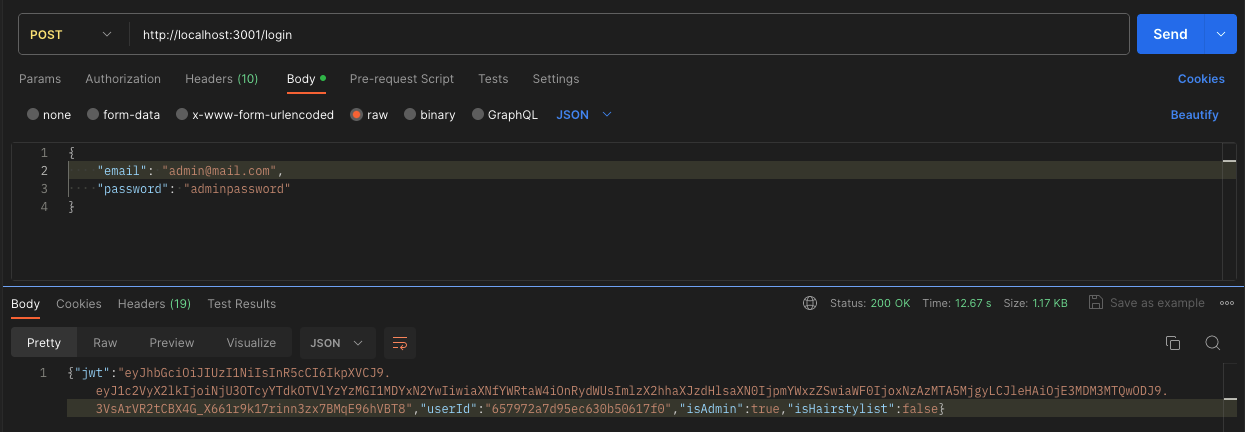 POST http://localhost:3001/login Send
Params Authorization Headers (10) Body Pre-request Script Tests Settings Cookies
none form-data x-www-form-urlencoded raw binary GraphQL JSON Beautify
1 {
2 "email": "admin@mail.com",
3 "password": "adminpassword"
4 }
Body Cookies Headers (19) Test Results Status: 200 OK Time: 12.67 s Size: 1.17 KB Save as example
Pretty Raw Preview Visualize JSON
1 {"jwt":"eyJhbGciOiJIUzI1NiIsInR5cCI6IkpXVCJ9.
eyJ1c2VyX2lkIjoiNjU3OTcyYTdkOTVlYzYzMGI1MDYxN2YwIiwiaXNfYWRtaW4iOnRydWUsImlzX2hhaXJzdHlsaXN0IjpmYWxzZSwiaWF0IjoxNzAzMTA5MjgyLCJleHAiOjE3MDM3MTQwODJ9.
3VsArVR2tCBX4G_X661r9k17rinn3zx7BMqE96hVBT8","userId":"657972a7d95ec630b50617f0","isAdmin":true,"isHairstylist":false}